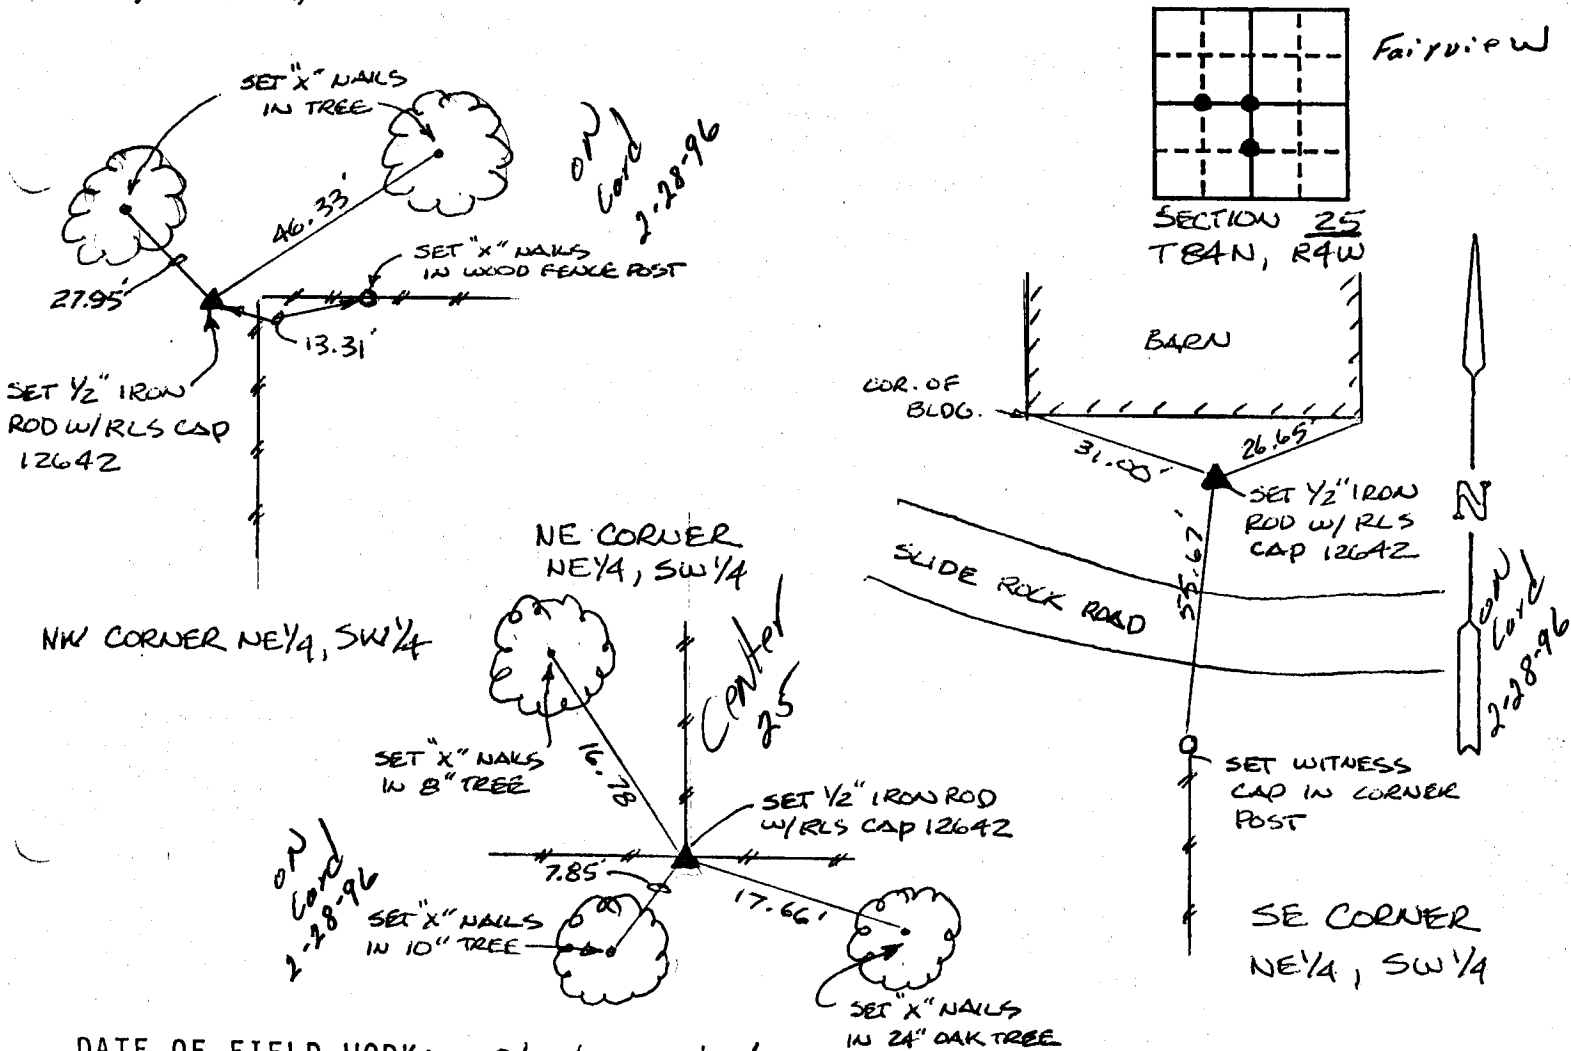 Fairview
SECTION 25
T84N, R4W
SET "X" NAILS
IN TREE
46.33'
27.95'
SET "X" NAILS
IN WOOD FENCE POST
13.31'
SET 1/2" IRON
ROD W/RLS CAP
12642
NW CORNER NE1/4, SW1/4
on
Card
2-28-96
BARN
COR. OF
BLDG.
31.00'
26.65'
SET 1/2" IRON
ROD W/ RLS
CAP 12642
55.67'
SLIDE ROCK ROAD
SET WITNESS
CAP IN CORNER
POST
SE CORNER
NE1/4, SW1/4
N
on
Card
2-28-96
NE CORNER
NE1/4, SW1/4
Center
25
SET "X" NAILS
IN 8" TREE
16.78
SET 1/2" IRON ROD
W/RLS CAP 12642
7.85'
17.66'
SET "X" NAILS
IN 10" TREE
SET "X" NAILS
IN 24" OAK TREE
on
Card
2-28-96
DATE OF FIELD WORK: